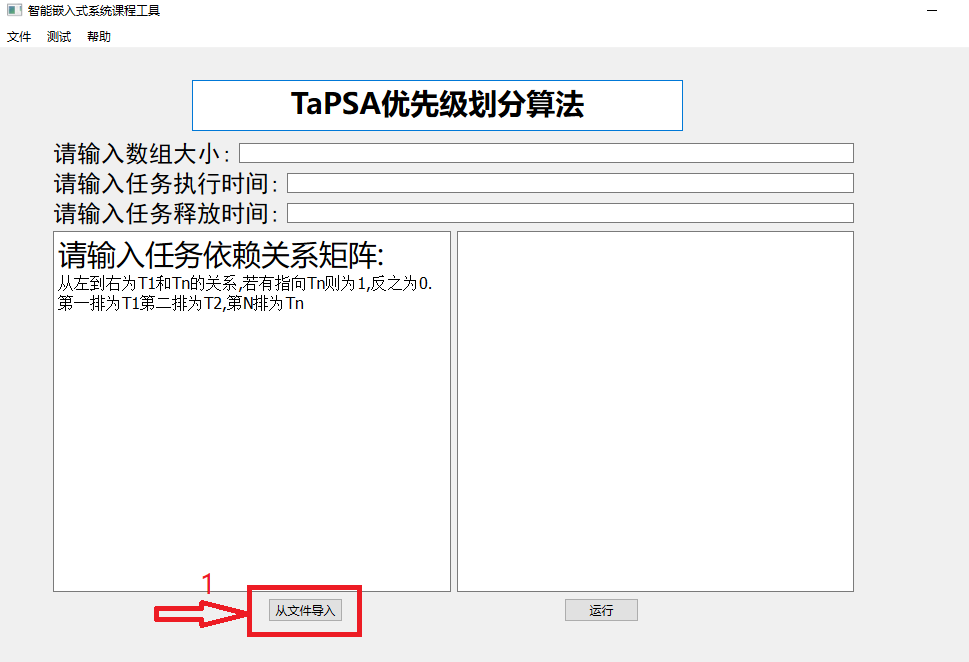 智能嵌入式系统课程工具
文件 测试 帮助
TaPSA优先级划分算法
请输入数组大小:
请输入任务执行时间:
请输入任务释放时间:
请输入任务依赖关系矩阵:
从左到右为T1和Tn的关系,若有指向Tn则为1,反之为0.
第一排为T1第二排为T2,第N排为Tn
1
从文件导入 运行